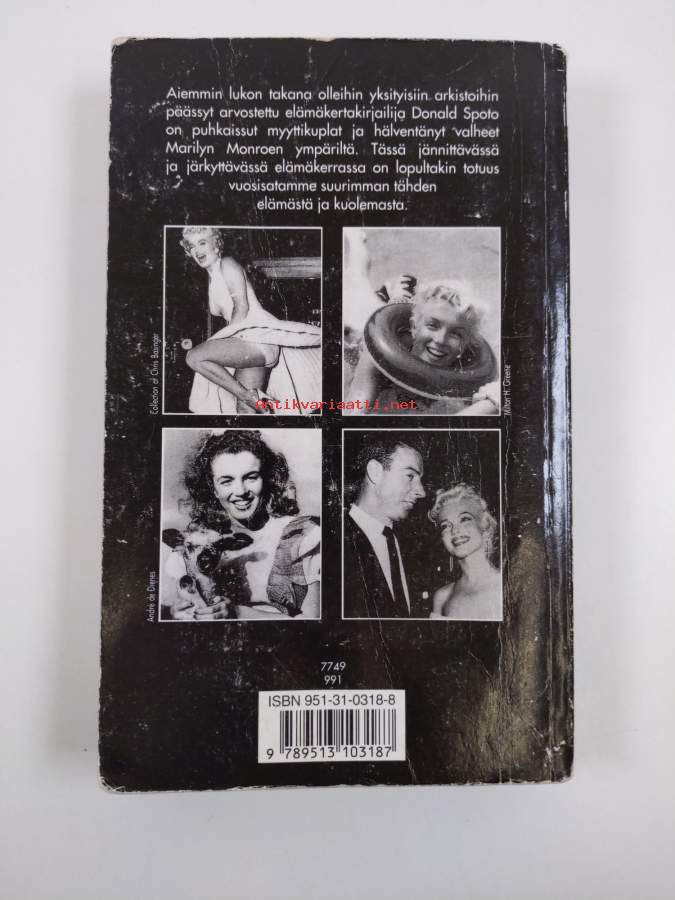 Aiemmin lukon takana olleihin yksityisiin arkistoihin
päässyt arvostettu elämäkertakirjailija Donald Spoto
on puhkaissut myyttikuplat ja hälventänyt valheet
Marilyn Monroen ympäriltä. Tässä jännittävässä
ja järkyttävässä elämäkerrassa on lopultakin totuus
vuosisatamme suurimman tähden
elämästä ja kuolemasta.
Collection of Chris Basinger
Milton H. Greene
Antikvariaatti.net
André de Dienes
7749
991
ISBN 951-31-0318-8
9 789513 103187